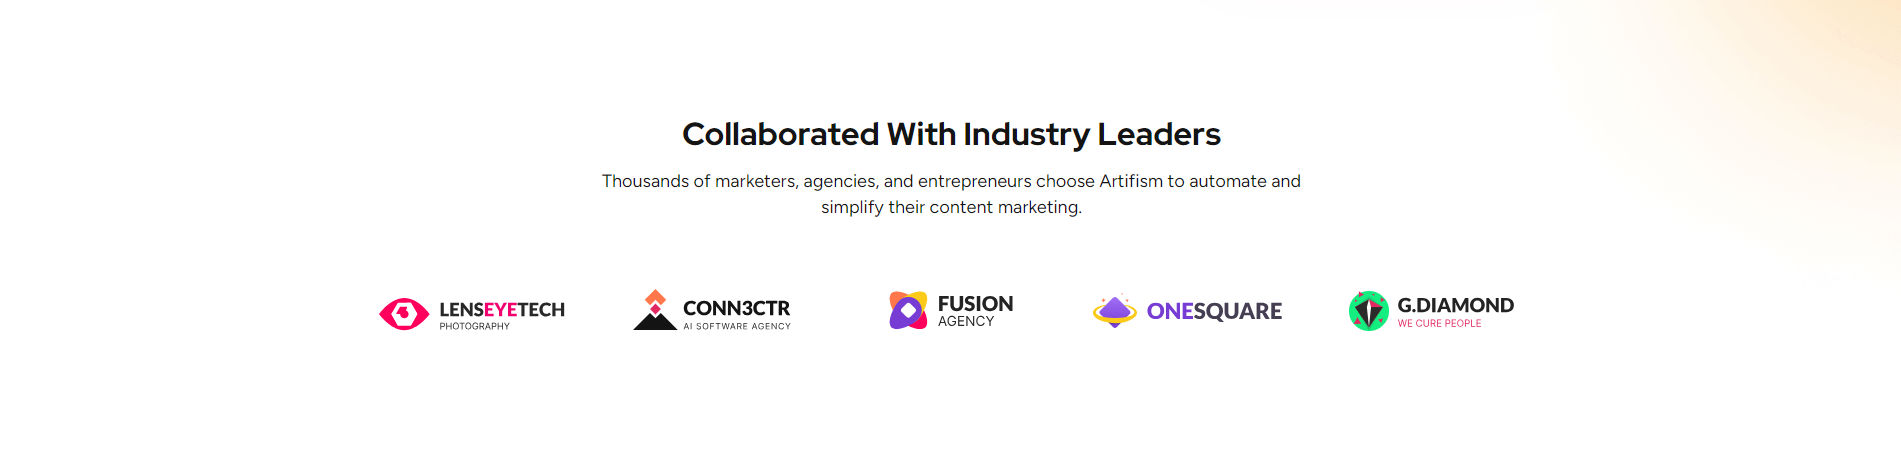 Collaborated With Industry Leaders
Thousands of marketers, agencies, and entrepreneurs choose Artifism to automate and
simplify their content marketing.
LENSEYETECH
PHOTOGRAPHY
CONN3CTR
AI SOFTWARE AGENCY
FUSION
AGENCY
ONESQUARE
G.DIAMOND
WE CURE PEOPLE